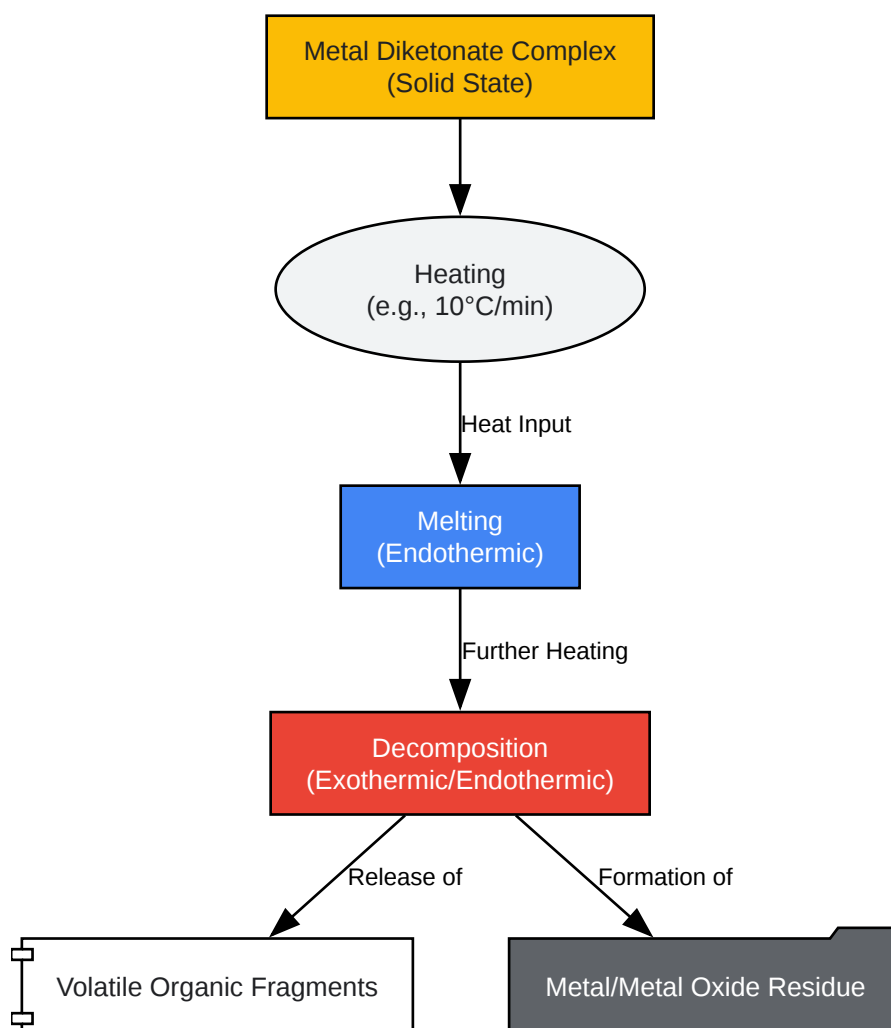 Metal Diketonate Complex
(Solid State)
Heating
(e.g., 10°C/min)
Heat Input
Melting
(Endothermic)
Further Heating
Decomposition
(Exothermic/Endothermic)
Release of
Formation of
Volatile Organic Fragments
Metal/Metal Oxide Residue